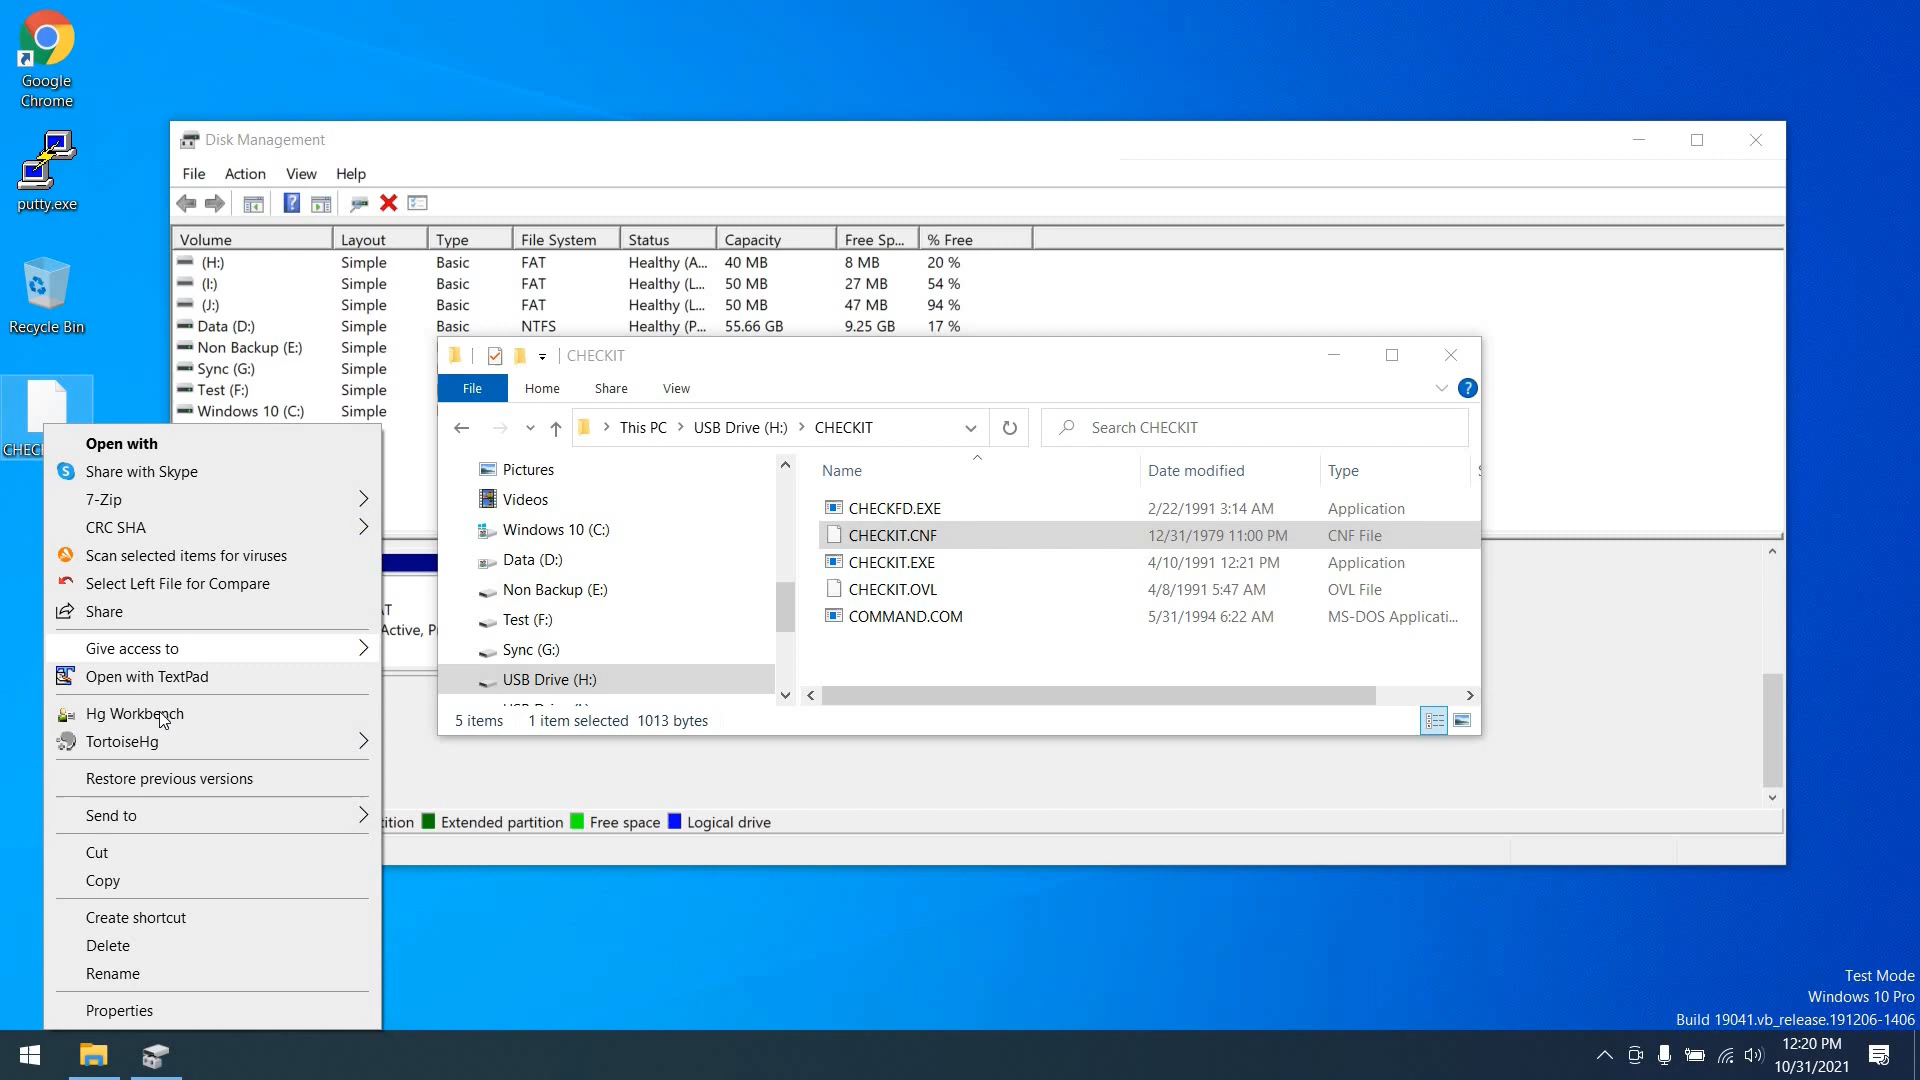 Google
Chrome
putty.exe
Recycle Bin
Disk Management
File Action View Help
Volume Layout Type File System Status Capacity Free Sp... % Free
(H:) Simple Basic FAT Healthy (A... 40 MB 8 MB 20 %
(I:) Simple Basic FAT Healthy (L... 50 MB 27 MB 54 %
(J:) Simple Basic FAT Healthy (L... 50 MB 47 MB 94 %
Data (D:) Simple Basic NTFS Healthy (P... 55.66 GB 9.25 GB 17 %
Non Backup (E:) Simple
Sync (G:) Simple
Test (F:) Simple
Windows 10 (C:) Simple
CHECKIT
File Home Share View
This PC USB Drive (H:) CHECKIT
Search CHECKIT
Pictures
Videos
Windows 10 (C:)
Data (D:)
Non Backup (E:)
Test (F:)
Sync (G:)
USB Drive (H:)
Name Date modified Type
CHECKFD.EXE 2/22/1991 3:14 AM Application
CHECKIT.CNF 12/31/1979 11:00 PM CNF File
CHECKIT.EXE 4/10/1991 12:21 PM Application
CHECKIT.OVL 4/8/1991 5:47 AM OVL File
COMMAND.COM 5/31/1994 6:22 AM MS-DOS Applicati...
5 items 1 item selected 1013 bytes
Open with
Share with Skype
7-Zip
CRC SHA
Scan selected items for viruses
Select Left File for Compare
Share
Give access to
Open with TextPad
Hg Workbench
TortoiseHg
Restore previous versions
Send to
Cut
Copy
Create shortcut
Delete
Rename
Properties
Active, P
Extended partition Free space Logical drive
Test Mode
Windows 10 Pro
Build 19041.vb_release.191206-1406
12:20 PM
10/31/2021